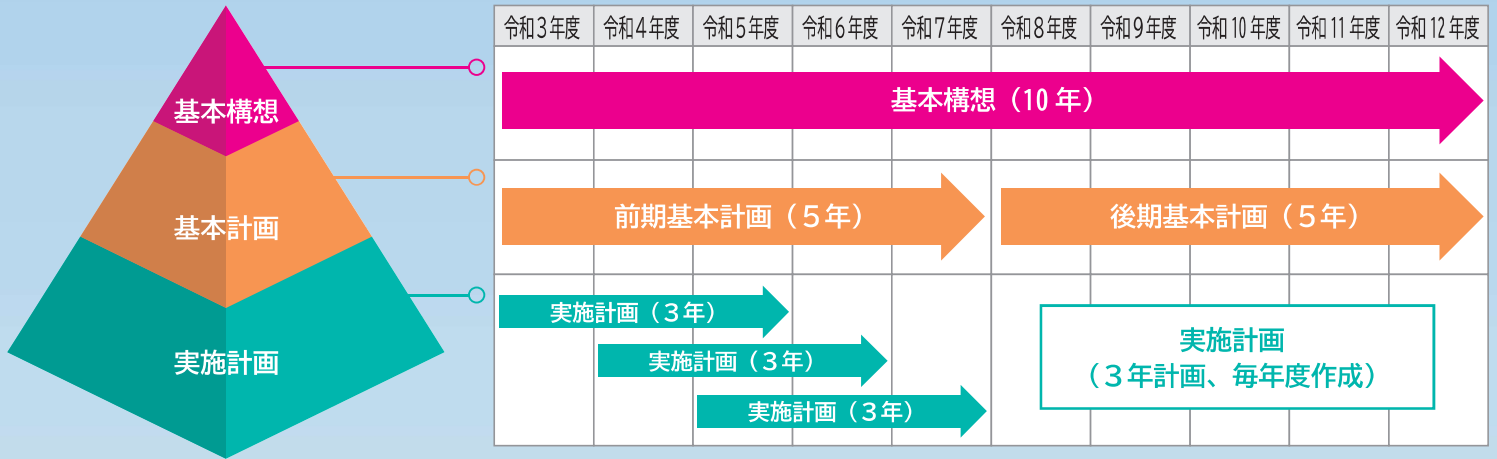 基本構想
基本計画
実施計画
令和3年度 令和4年度 令和5年度 令和6年度 令和7年度 令和8年度 令和9年度 令和10年度 令和11年度 令和12年度
基本構想（10年）
前期基本計画（５年） 後期基本計画（５年）
実施計画（３年）
実施計画（３年）
実施計画（３年）
実施計画
（３年計画、毎年度作成）